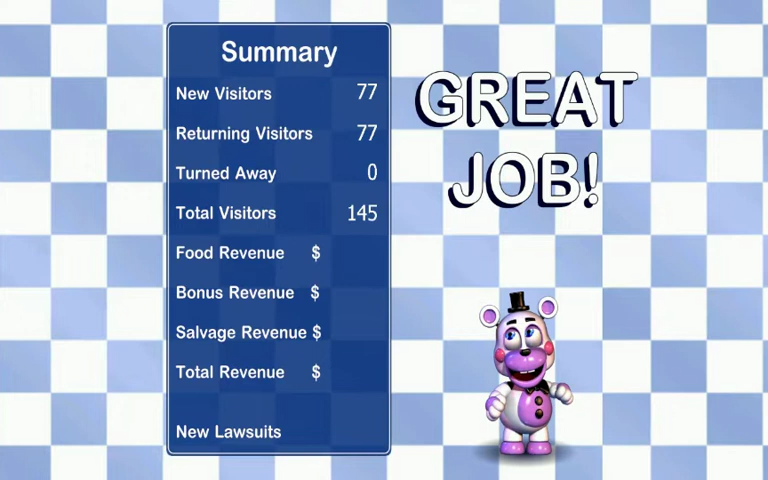 Summary
New Visitors 77
Returning Visitors 77
Turned Away 0
Total Visitors 145
Food Revenue $
Bonus Revenue $
Salvage Revenue $
Total Revenue $
New Lawsuits
GREAT
JOB!